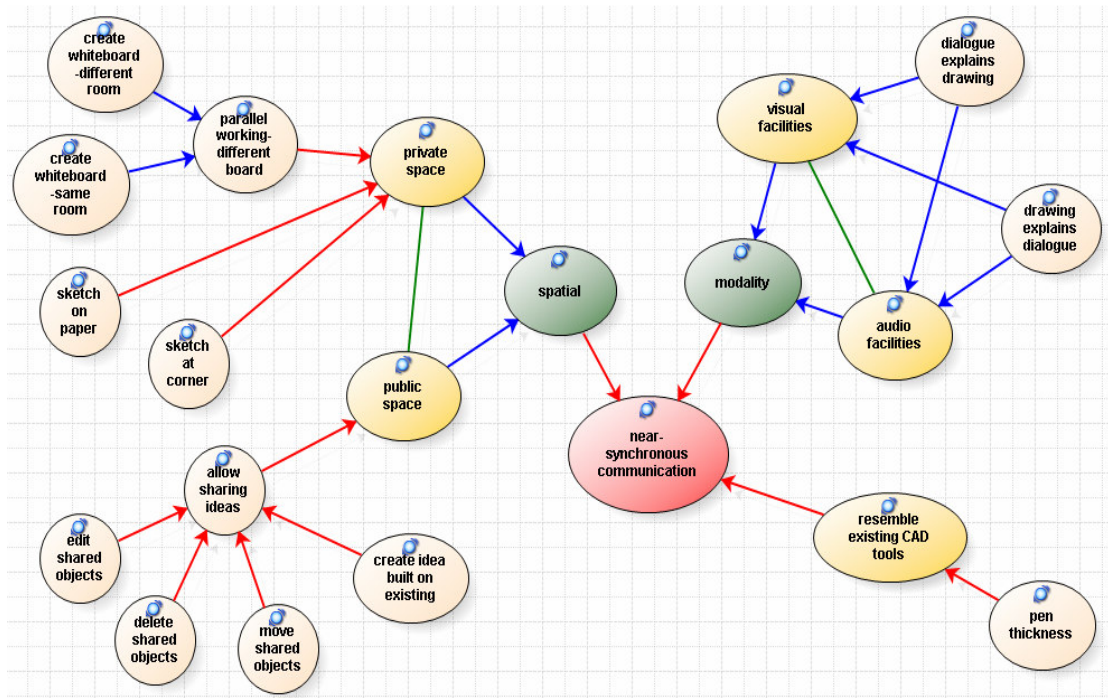 create
whiteboard
-different
room
parallel
working-
different
board
create
whiteboard
-same
room
private
space
sketch
on
paper
sketch
at
corner
spatial
public
space
allow
sharing
ideas
edit
shared
objects
delete
shared
objects
move
shared
objects
create idea
built on
existing
dialogue
explains
drawing
visual
facilities
drawing
explains
dialogue
modality
audio
facilities
near-
synchronous
communication
resemble
existing CAD
tools
pen
thickness